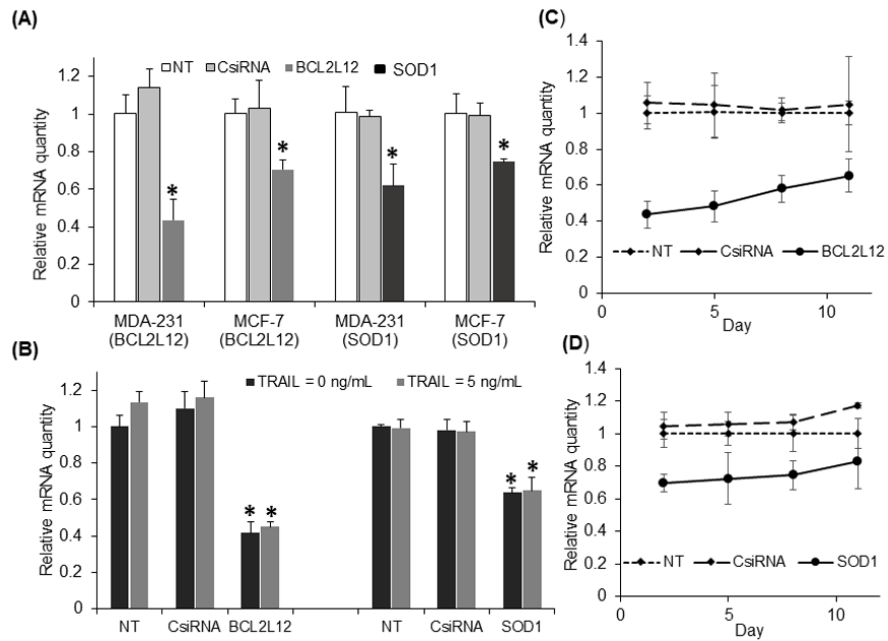 (A)
NT CsiRNA BCL2L12 SOD1
Relative mRNA quantity
1.2
1
0.8
0.6
0.4
0.2
0
* * * *
MDA-231 MCF-7 MDA-231 MCF-7
(BCL2L12) (BCL2L12) (SOD1) (SOD1)
(B)
TRAIL = 0 ng/mL TRAIL = 5 ng/mL
Relative mRNA quantity
1.2
1
0.8
0.6
0.4
0.2
0
* * * *
NT CsiRNA BCL2L12 NT CsiRNA SOD1
(C)
Relative mRNA quantity
1.4
1.2
1
0.8
0.6
0.4
0.2
0
NT CsiRNA BCL2L12
0 5 10
Day
(D)
Relative mRNA quantity
1.4
1.2
1
0.8
0.6
0.4
0.2
0
NT CsiRNA SOD1
0 5 10
Day